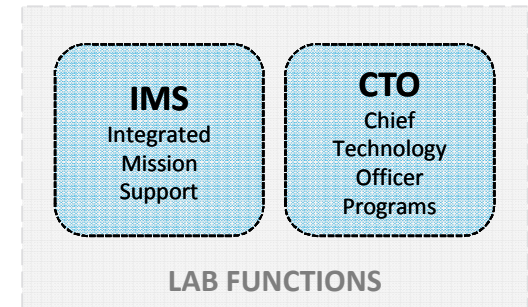 IMS
Integrated
Mission
Support
CTO
Chief
Technology
Officer
Programs
LAB FUNCTIONS